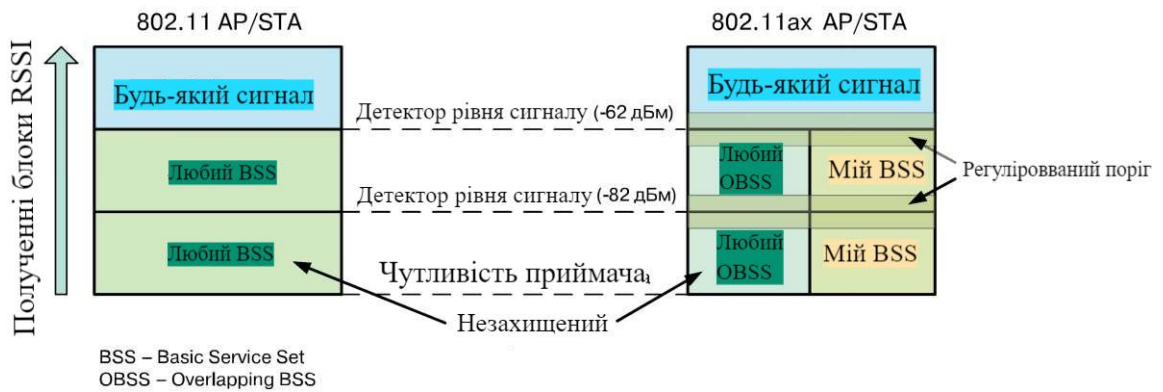 802.11 AP/STA
802.11ax AP/STA
Полученні блоки RSSI
Будь-який сигнал
Будь-який сигнал
Детектор рівня сигналу (-62 дБм)
Любий BSS
Любий
OBSS
Мій BSS
Регуліровваний поріг
Детектор рівня сигналу (-82 дБм)
Любий BSS
Любий
OBSS
Мій BSS
Чутливість приймача
Незахищений
BSS – Basic Service Set
OBSS – Overlapping BSS